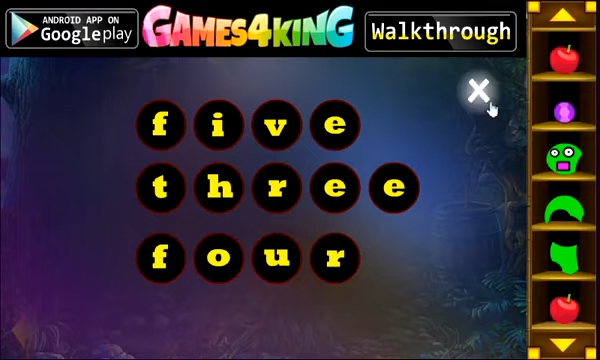 ANDROID APP ON
Google play
GAMES4KING
Walkthrough
X
five
three
four